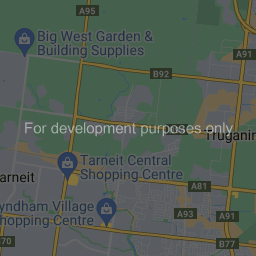 A95
Big West Garden &
Building Supplies
A91
B92
For development purposes only
Truganin
Tarneit Central
Shopping Centre
arneit
A81
yndham Village
hopping Centre
A93
A91
70
B77